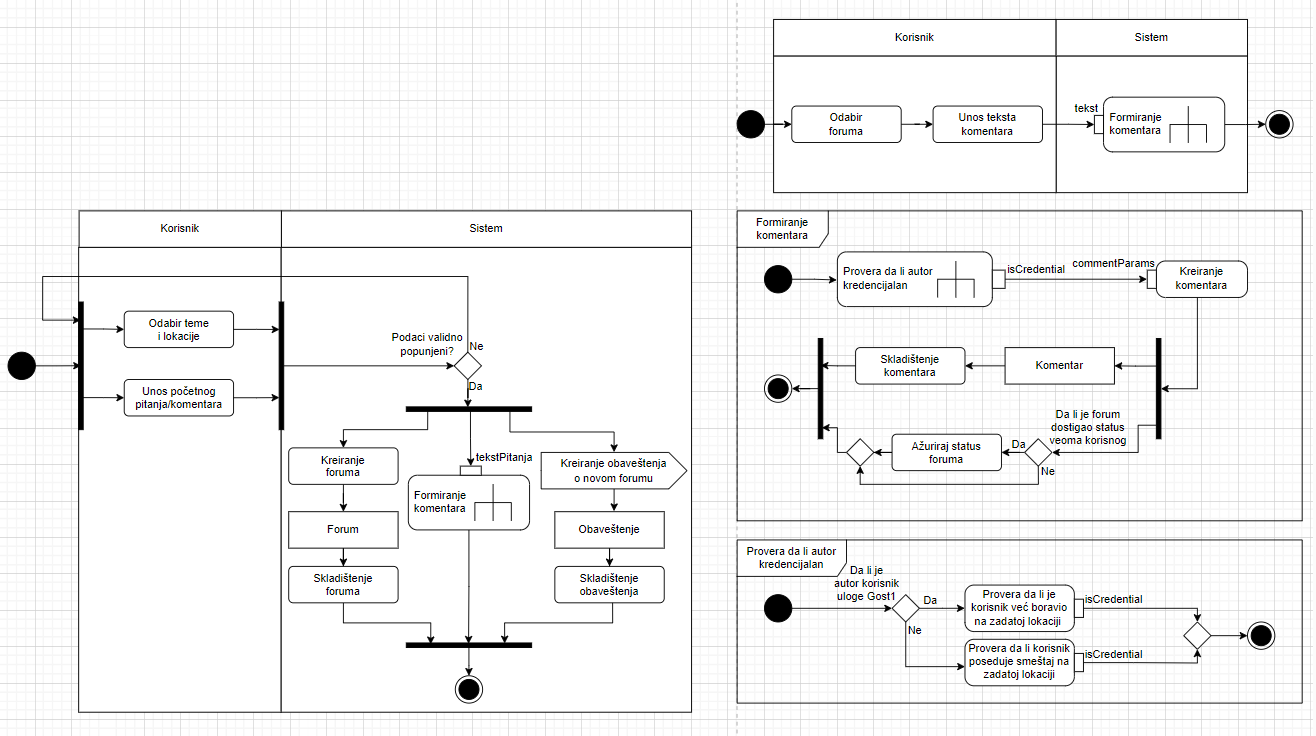 Korisnik
Sistem
Podaci validno
popunjeni?
Ne
Da
Odabir teme
i lokacije
Unos početnog
pitanja/komentara
Kreiranje
foruma
Forum
Skladištenje
foruma
tekstPitanja
Formiranje
komentara
Kreiranje obaveštenja
o novom forumu
Obaveštenje
Skladištenje
obaveštenja
Korisnik
Sistem
Odabir
foruma
Unos teksta
komentara
tekst
Formiranje
komentara
Formiranje
komentara
Provera da li autor
kredencijalan
isCredential
commentParams
Kreiranje
komentara
Skladištenje
komentara
Komentar
Da li je forum
dostigao status
veoma korisnog
Ažuriraj status
foruma
Da
Ne
Provera da li autor
kredencijalan
Da li je
autor korisnik
uloge Gost1
Da
Ne
Provera da li je
korisnik već boravio
na zadatoj lokaciji
isCredential
Provera da li korisnik
poseduje smeštaj na
zadatoj lokaciji
isCredential